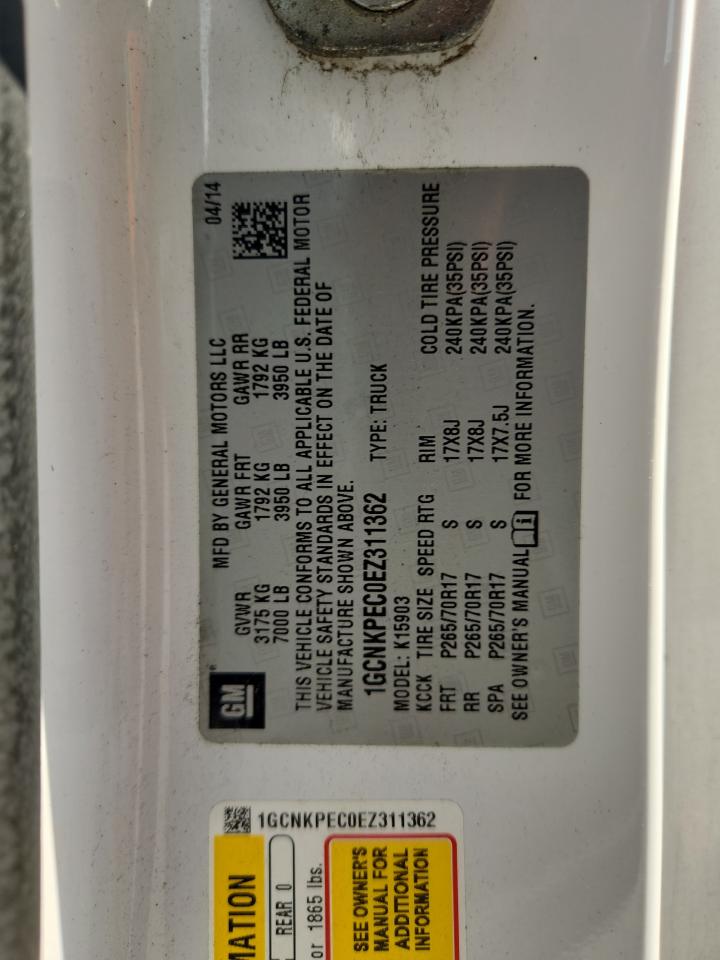 GM
MFD BY GENERAL MOTORS LLC 04/14
GVWR GAWR FRT GAWR RR
3175 KG 1792 KG 1792 KG
7000 LB 3950 LB 3950 LB
THIS VEHICLE CONFORMS TO ALL APPLICABLE U.S. FEDERAL MOTOR
VEHICLE SAFETY STANDARDS IN EFFECT ON THE DATE OF
MANUFACTURE SHOWN ABOVE.
1GCNKPEC0EZ311362 TYPE: TRUCK
MODEL: K15903
KCCK TIRE SIZE SPEED RTG RIM COLD TIRE PRESSURE
FRT P265/70R17 S 17X8J 240KPA(35PSI)
RR P265/70R17 S 17X8J 240KPA(35PSI)
SPA P265/70R17 S 17X7.5J 240KPA(35PSI)
SEE OWNER'S MANUAL FOR MORE INFORMATION.
1GCNKPEC0EZ311362
MATION
REAR 0
or 1865 lbs.
SEE OWNER'S
MANUAL FOR
ADDITIONAL
INFORMATION